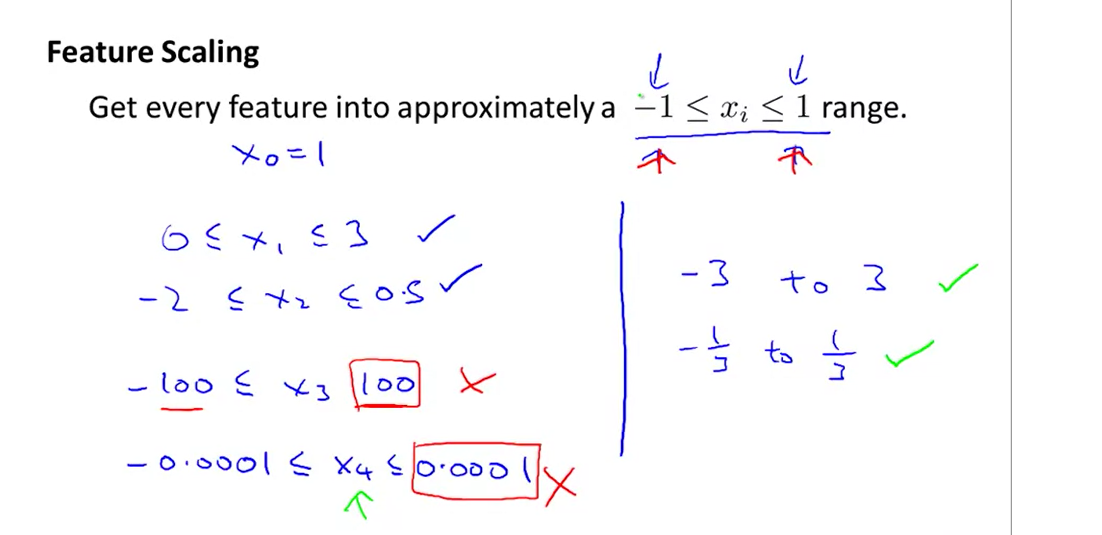 Feature Scaling
Get every feature into approximately a -1 ≤ xᵢ ≤ 1 range.
x₀ = 1
0 ≤ x₁ ≤ 3 ✓
-2 ≤ x₂ ≤ 0.5 ✓
-100 ≤ x₃ 100 ×
-0.0001 ≤ x₄ ≤ 0.0001 ×
-3 to 3 ✓
-1/3 to 1/3 ✓